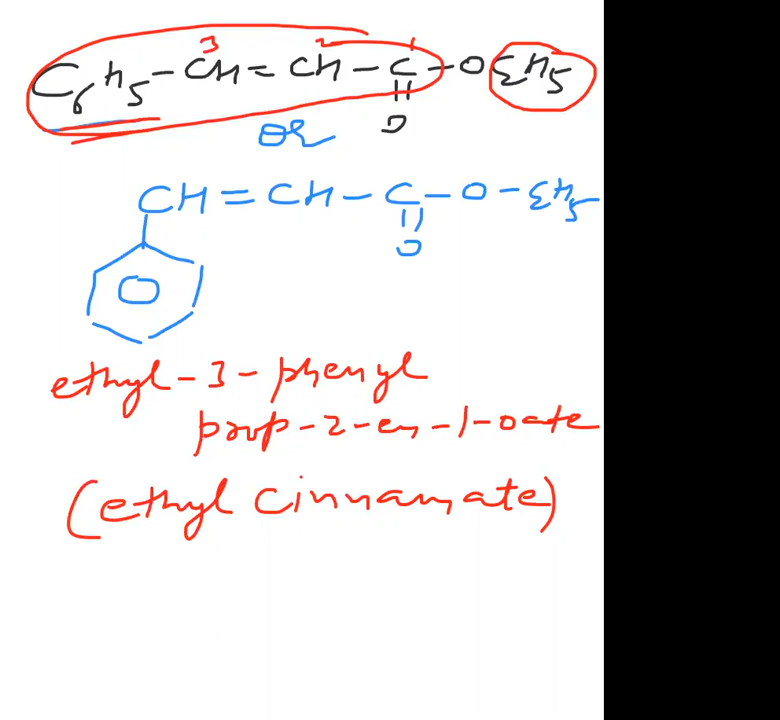 3 2 1
C6H5-CH=CH-C-OC2H5
||
O
OR
CH=CH-C-O-C2H5
||
O
ethyl-3-phenyl
prop-2-en-1-oate
(ethyl cinnamate)